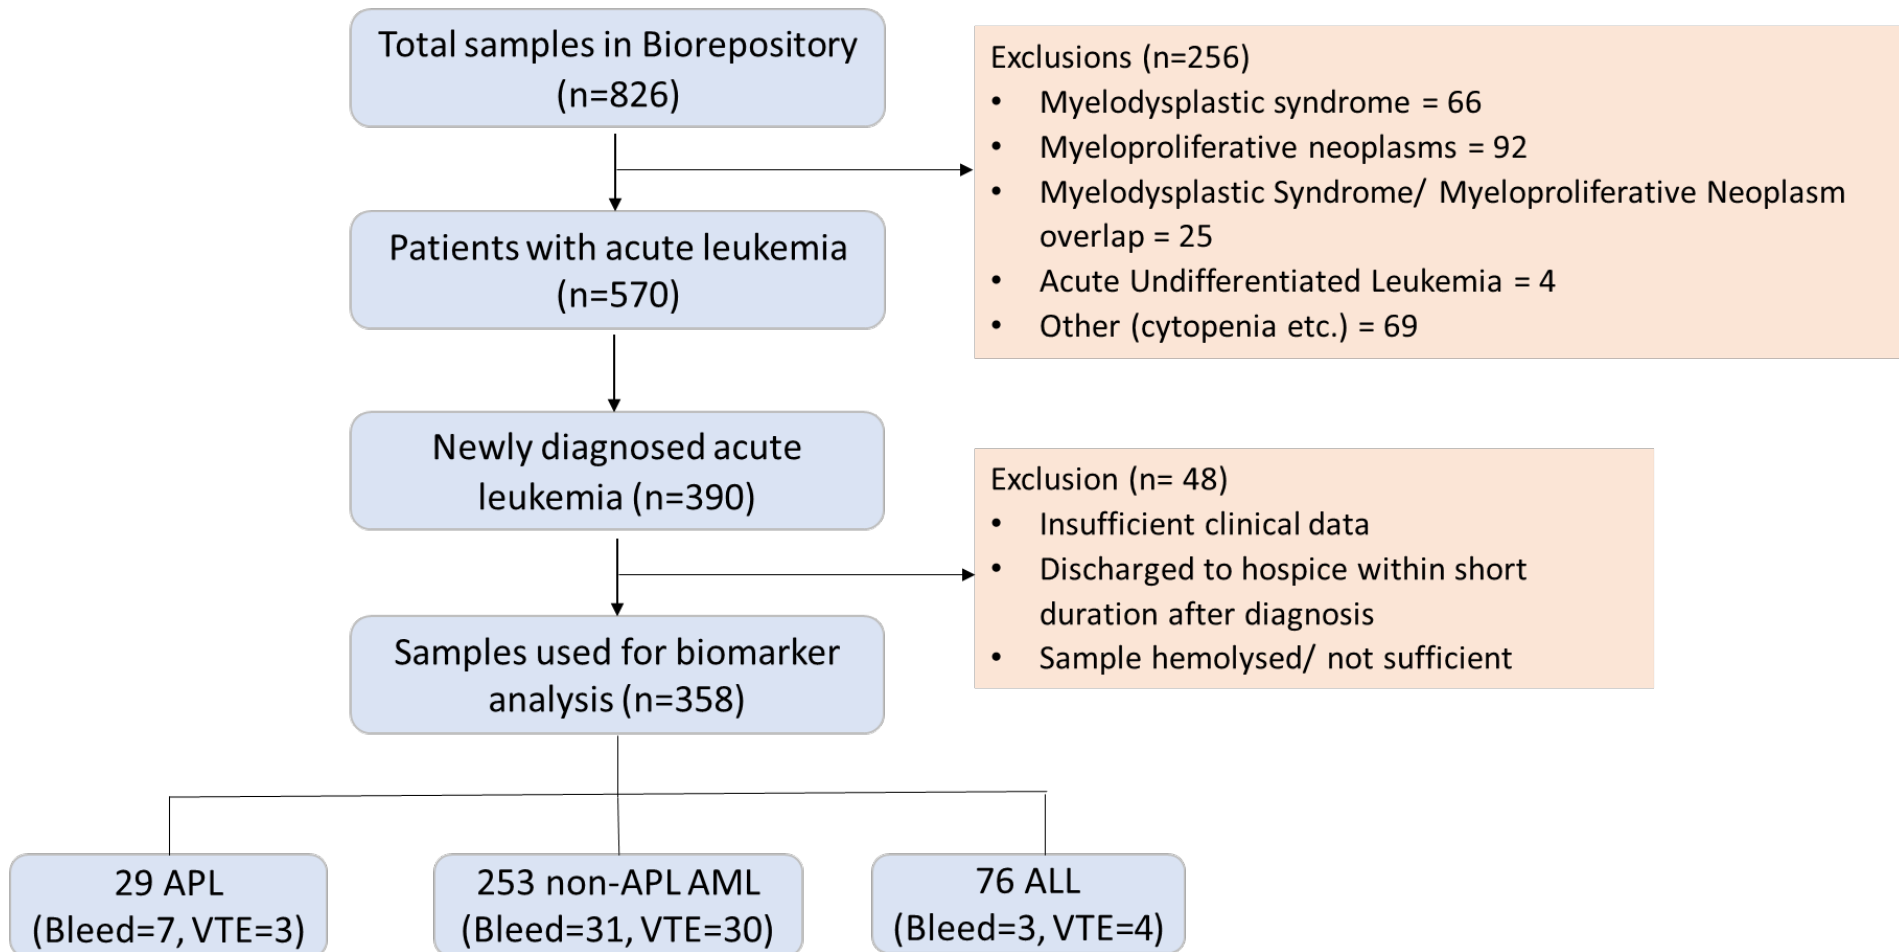 Total samples in Biorepository
(n=826)
Exclusions (n=256)
• Myelodysplastic syndrome = 66
• Myeloproliferative neoplasms = 92
• Myelodysplastic Syndrome/ Myeloproliferative Neoplasm
overlap = 25
• Acute Undifferentiated Leukemia = 4
• Other (cytopenia etc.) = 69
Patients with acute leukemia
(n=570)
Newly diagnosed acute
leukemia (n=390)
Exclusion (n= 48)
• Insufficient clinical data
• Discharged to hospice within short
duration after diagnosis
• Sample hemolysed/ not sufficient
Samples used for biomarker
analysis (n=358)
29 APL
(Bleed=7, VTE=3)
253 non-APL AML
(Bleed=31, VTE=30)
76 ALL
(Bleed=3, VTE=4)